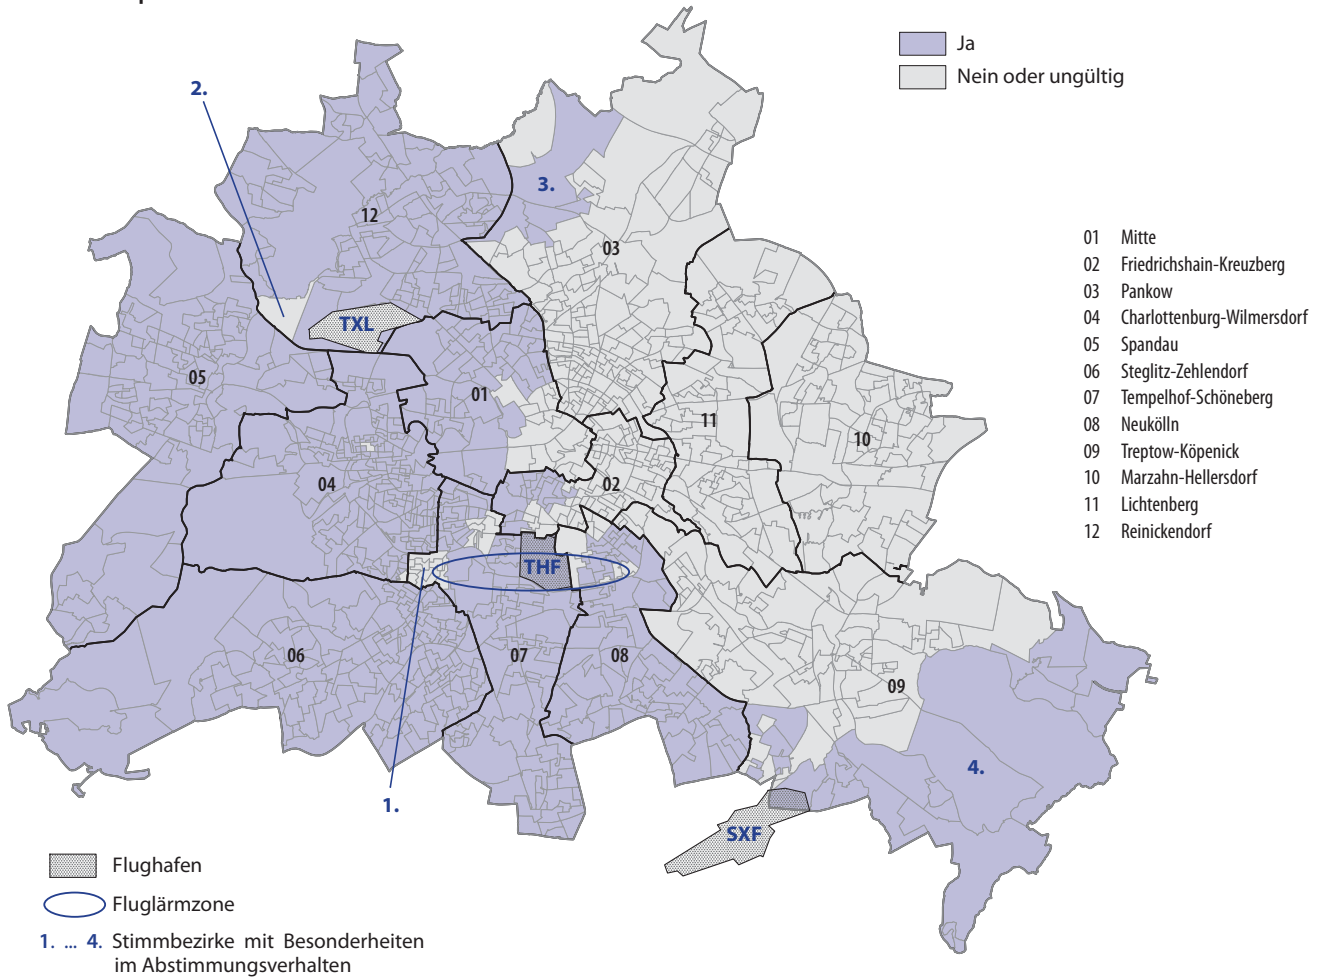 Ja
Nein oder ungültig
2.
3.
12
03
TXL
05
01
11
10
04
02
THF
06
07
08
09
4.
1.
SXF
01 Mitte
02 Friedrichshain-Kreuzberg
03 Pankow
04 Charlottenburg-Wilmersdorf
05 Spandau
06 Steglitz-Zehlendorf
07 Tempelhof-Schöneberg
08 Neukölln
09 Treptow-Köpenick
10 Marzahn-Hellersdorf
11 Lichtenberg
12 Reinickendorf
Flughafen
Fluglärmzone
1. ... 4. Stimmbezirke mit Besonderheiten
im Abstimmungsverhalten